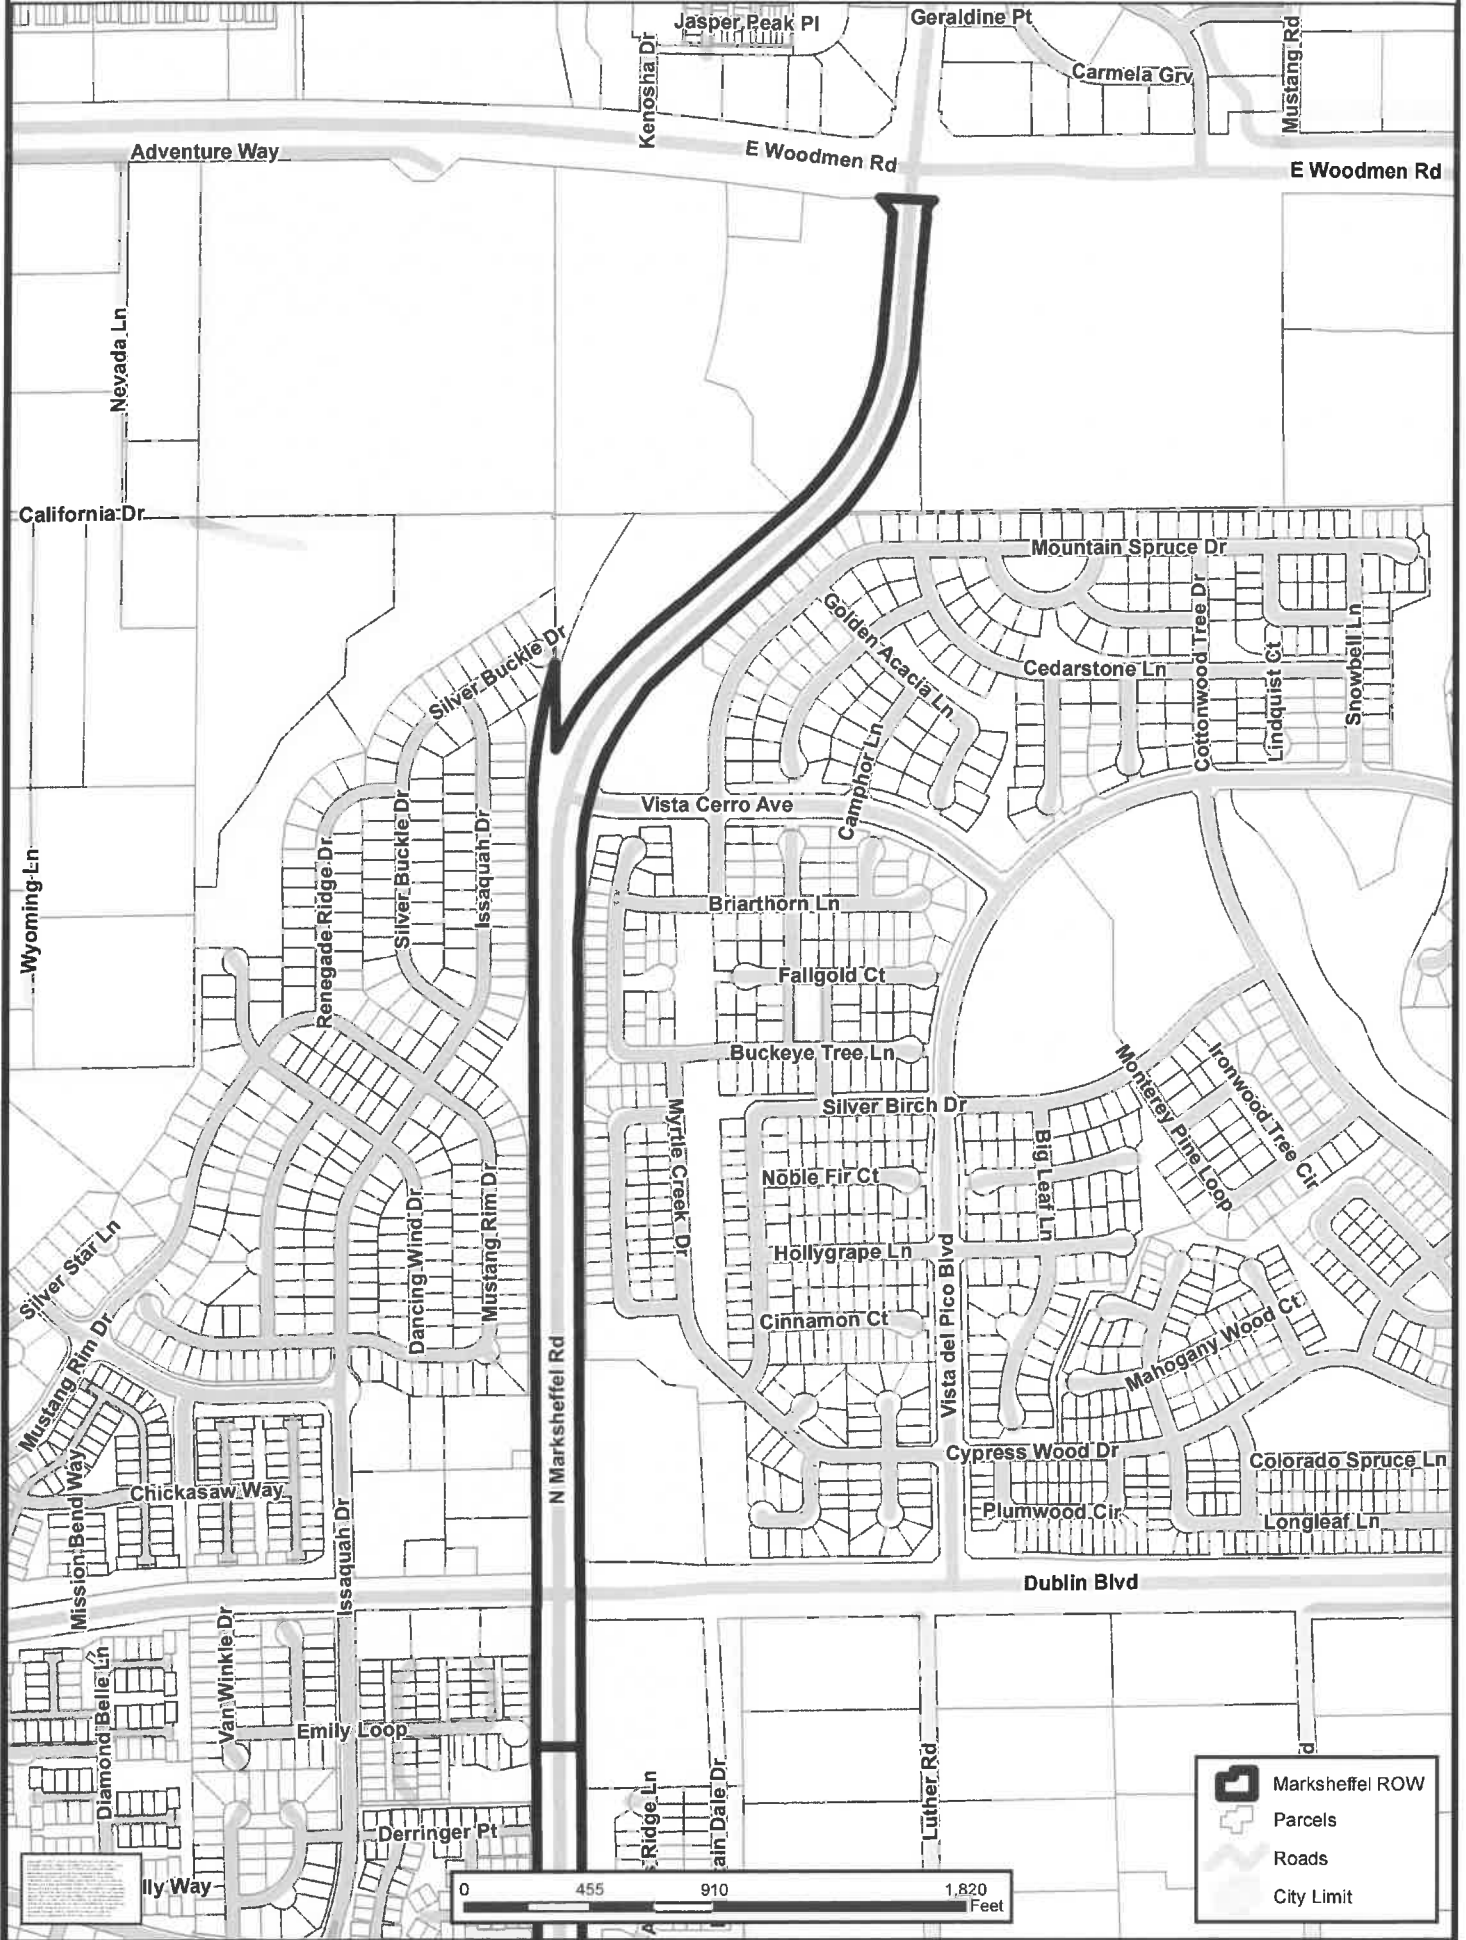 Jasper Peak Pl
Geraldine Pt
Kenosha Dr
Carmela Grv
Mustang Rd
Adventure Way
E Woodmen Rd
E Woodmen Rd
Nevada Ln
California Dr
Mountain Spruce Dr
Golden Acacia Ln
Cottonwood Tree Dr
Lindquist Ct
Snowbell Ln
Silver Buckle Dr
Cedarstone Ln
Camphor Ln
Vista Cerro Ave
Wyoming Ln
Renegade Ridge Dr
Silver Buckle Dr
Issaquah Dr
Briarthorn Ln
Fallgold Ct
Buckeye Tree Ln
Silver Birch Dr
Monterey Pine Loop
Ironwood Tree Cir
Myrtle Creek Dr
Noble Fir Ct
Big Leaf Ln
Silver Star Ln
Dancing Wind Dr
Mustang Rim Dr
Hollygrape Ln
Vista del Pico Blvd
Cinnamon Ct
Mustang Rim Dr
N Marksheffel Rd
Mahogany Wood Ct
Cypress Wood Dr
Colorado Spruce Ln
Mission Bend Way
Chickasaw Way
Issaquah Dr
Plumwood Cir
Longleaf Ln
Dublin Blvd
Diamond Belle Ln
Van Winkle Dr
Emily Loop
Luther Rd
d
Derringer Pt
s Ridge Ln
ain Dale Dr
lly Way
0 455 910 1,820
Feet
Marksheffel ROW
Parcels
Roads
City Limit